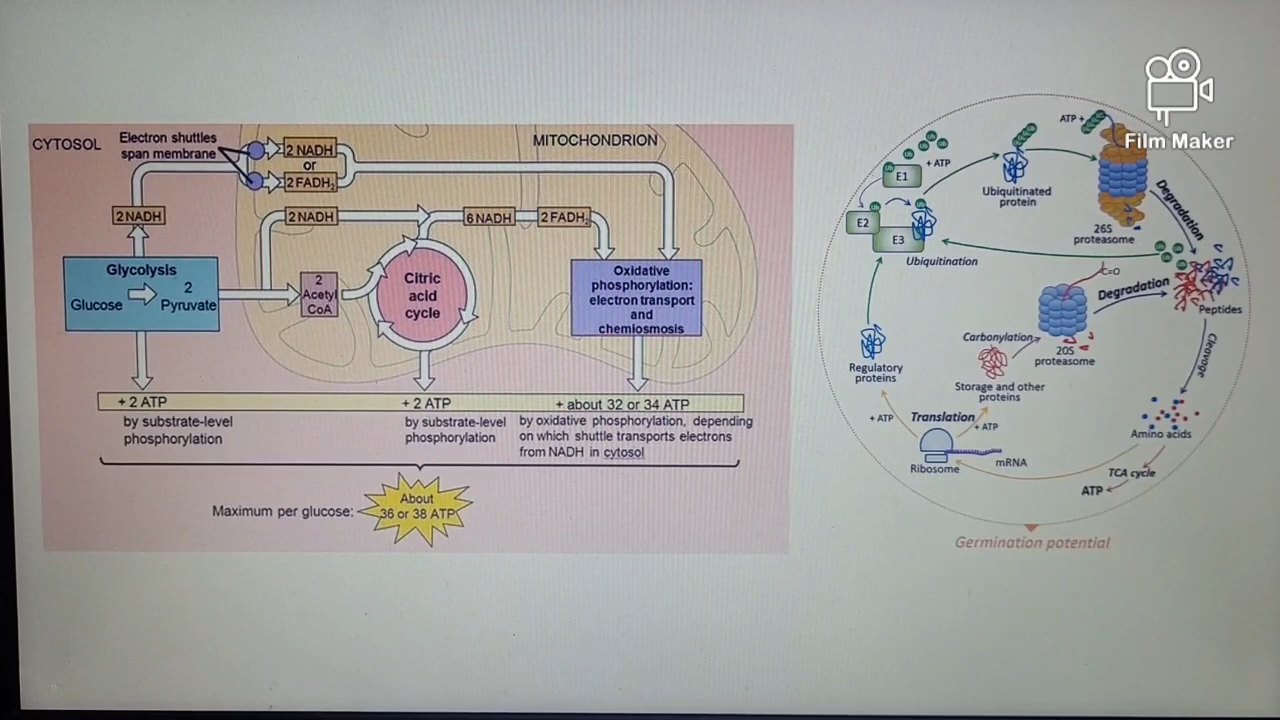 CYTOSOL
Electron shuttles
span membrane
2 NADH
or
2 FADH₂
MITOCHONDRION
2 NADH
2 NADH
6 NADH
2 FADH₂
Glycolysis
Glucose
2
Pyruvate
2
Acetyl
CoA
Citric
acid
cycle
Oxidative
phosphorylation:
electron transport
and
chemiosmosis
+ 2 ATP
by substrate-level
phosphorylation
+ 2 ATP
by substrate-level
phosphorylation
+ about 32 or 34 ATP
by oxidative phosphorylation, depending
on which shuttle transports electrons
from NADH in cytosol
Maximum per glucose:
About
36 or 38 ATP
Film Maker
ATP +
Ub
E1
+ ATP
Ub
E2
Ub
E3
Ub
Ubiquitination
Ubiquitinated
protein
26S
proteasome
Degradation
Ub
C=O
Degradation
Peptides
20S
proteasome
Carbonylation
Storage and other
proteins
Regulatory
proteins
Cleavage
+ ATP
Translation
+ ATP
Ribosome
mRNA
Amino acids
TCA cycle
ATP
Germination potential